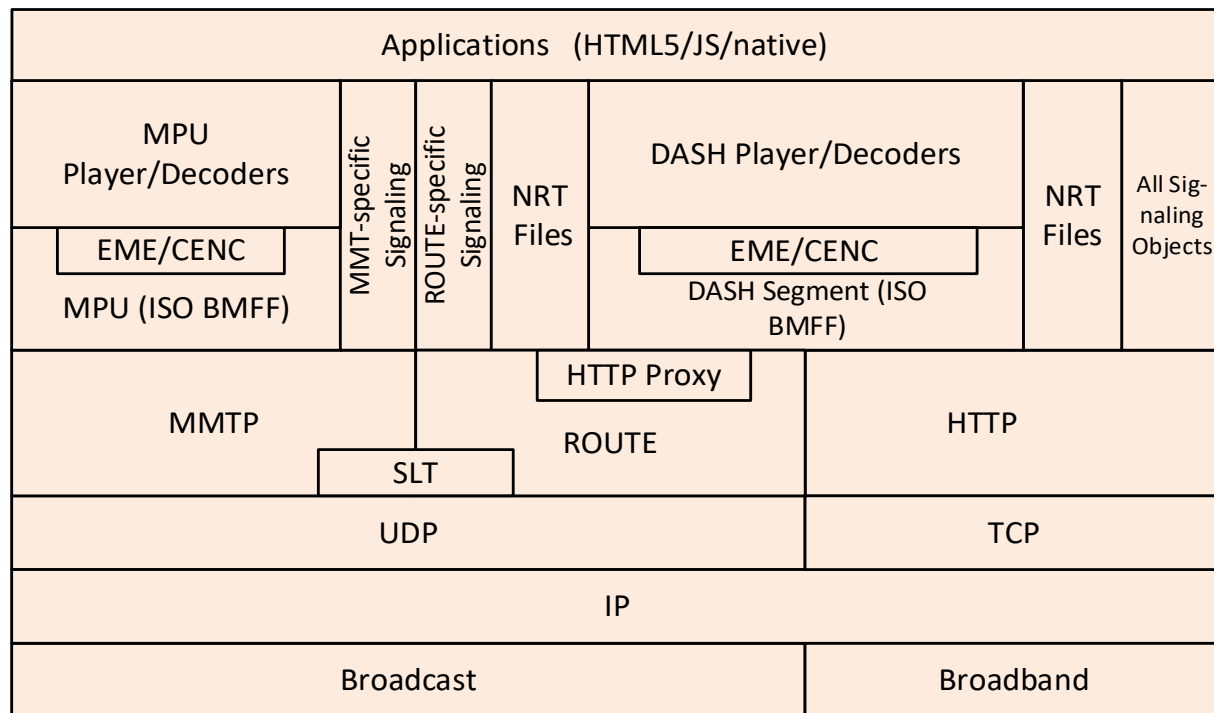 Applications (HTML5/JS/native)
MPU
Player/Decoders
MMT-specific
Signaling
ROUTE-specific
Signaling
NRT
Files
DASH Player/Decoders
NRT
Files
All Sig-
naling
Objects
EME/CENC
MPU (ISO BMFF)
EME/CENC
DASH Segment (ISO
BMFF)
MMTP
HTTP Proxy
ROUTE
HTTP
SLT
UDP
TCP
IP
Broadcast
Broadband